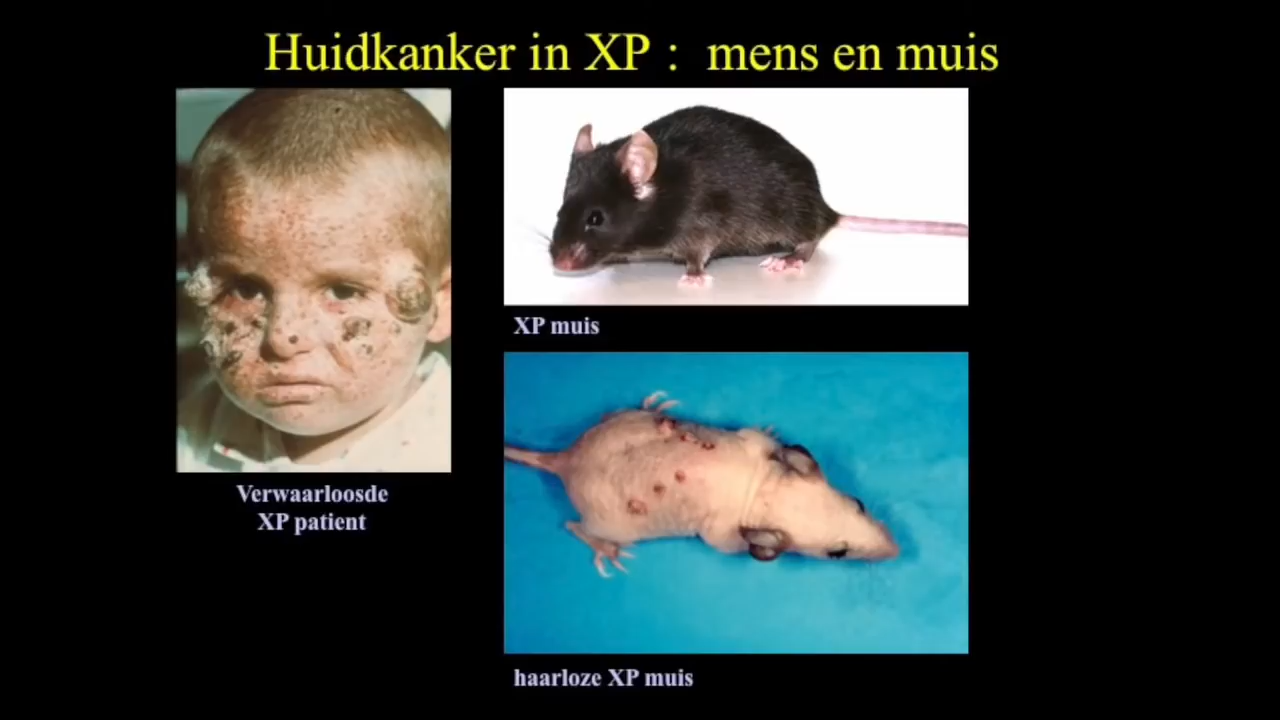 Huidkanker in XP : mens en muis
XP muis
Verwaarloosde
XP patient
haarloze XP muis